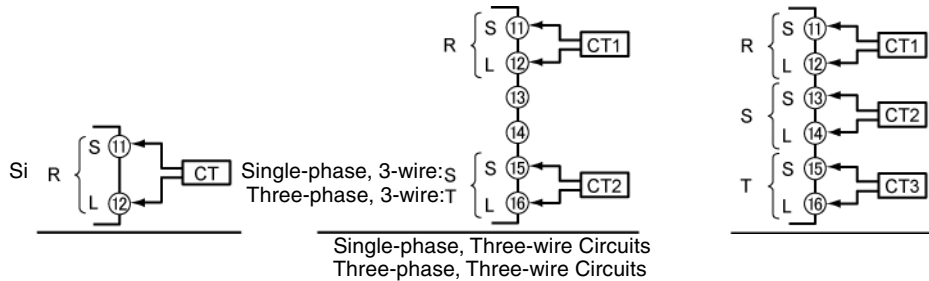 Si R S 11 L 12 CT
R S 11 L 12 CT1
13
14
Single-phase, 3-wire:S
Three-phase, 3-wire:T
S 15 L 16 CT2
Single-phase, Three-wire Circuits
Three-phase, Three-wire Circuits
R S 11 L 12 CT1
S S 13 L 14 CT2
T S 15 L 16 CT3